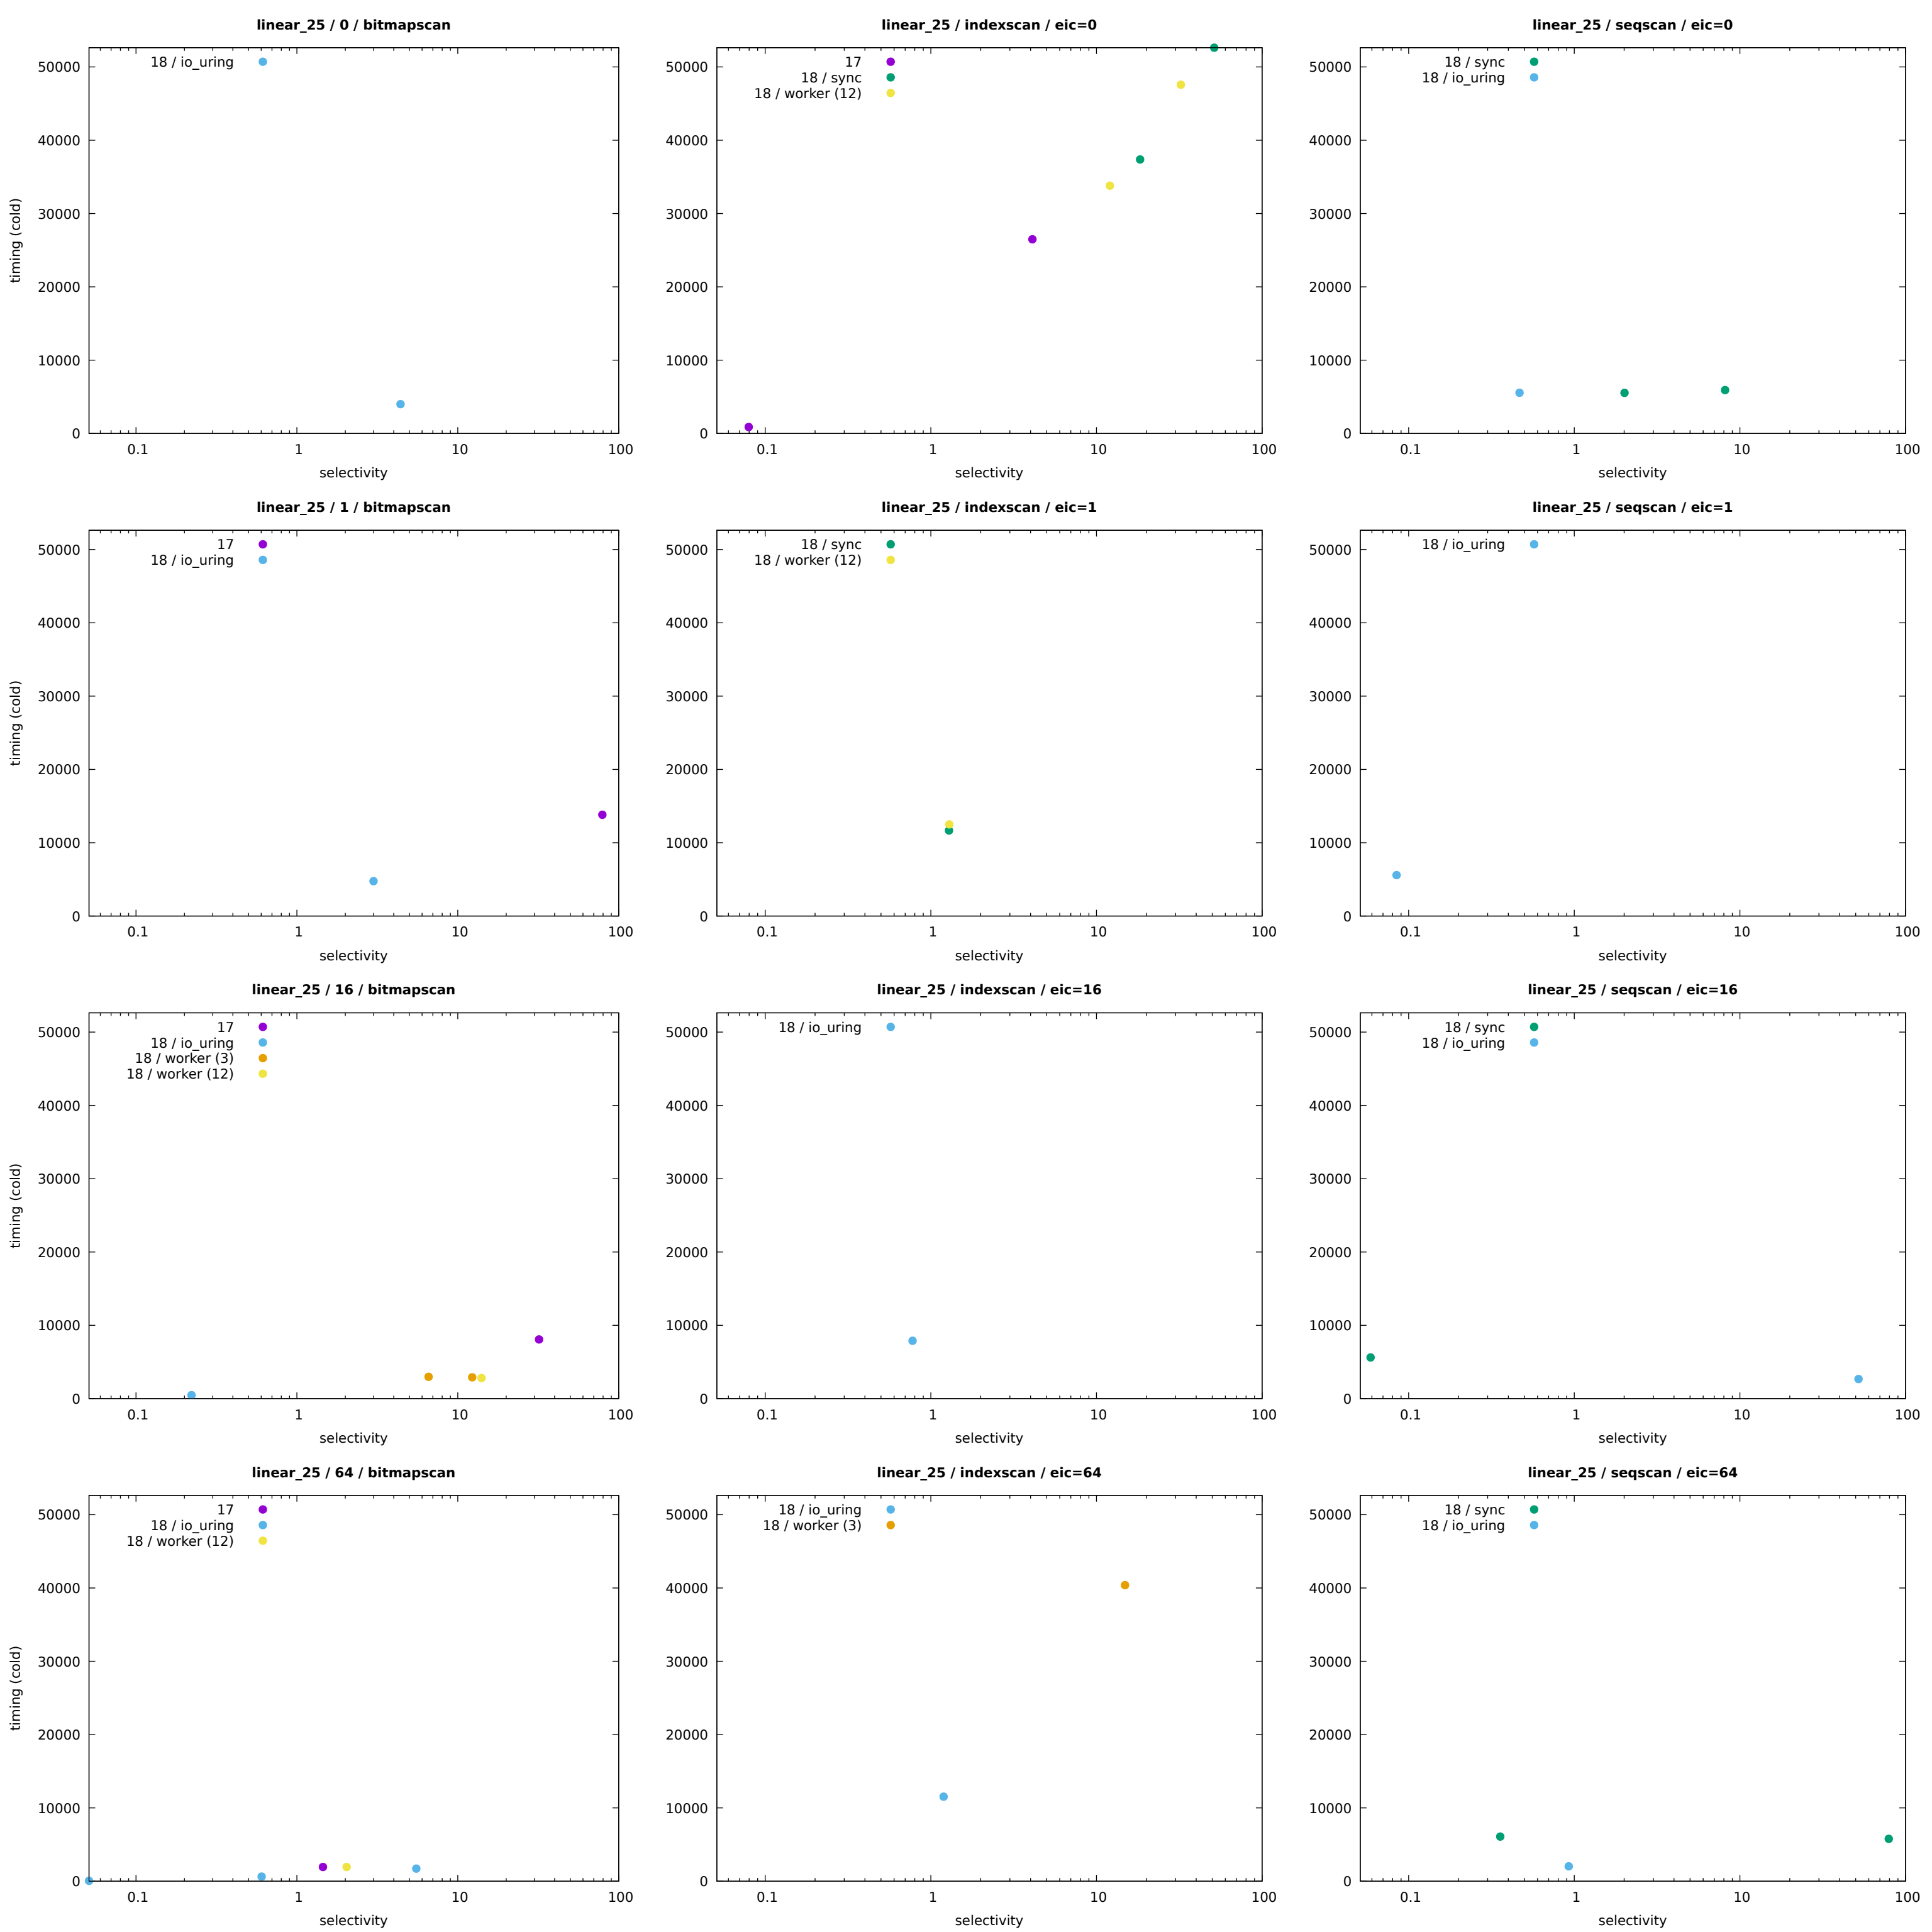 linear_25 / 0 / bitmapscan
18 / io_uring
50000
40000
30000
20000
10000
0
timing (cold)
0.1 1 10 100
selectivity
linear_25 / indexscan / eic=0
17
18 / sync
18 / worker (12)
50000
40000
30000
20000
10000
0
0.1 1 10 100
selectivity
linear_25 / seqscan / eic=0
18 / sync
18 / io_uring
50000
40000
30000
20000
10000
0
0.1 1 10 100
selectivity
linear_25 / 1 / bitmapscan
17
18 / io_uring
50000
40000
30000
20000
10000
0
timing (cold)
0.1 1 10 100
selectivity
linear_25 / indexscan / eic=1
18 / sync
18 / worker (12)
50000
40000
30000
20000
10000
0
0.1 1 10 100
selectivity
linear_25 / seqscan / eic=1
18 / io_uring
50000
40000
30000
20000
10000
0
0.1 1 10 100
selectivity
linear_25 / 16 / bitmapscan
17
18 / io_uring
18 / worker (3)
18 / worker (12)
50000
40000
30000
20000
10000
0
timing (cold)
0.1 1 10 100
selectivity
linear_25 / indexscan / eic=16
18 / io_uring
50000
40000
30000
20000
10000
0
0.1 1 10 100
selectivity
linear_25 / seqscan / eic=16
18 / sync
18 / io_uring
50000
40000
30000
20000
10000
0
0.1 1 10 100
selectivity
linear_25 / 64 / bitmapscan
17
18 / io_uring
18 / worker (12)
50000
40000
30000
20000
10000
0
timing (cold)
0.1 1 10 100
selectivity
linear_25 / indexscan / eic=64
18 / io_uring
18 / worker (3)
50000
40000
30000
20000
10000
0
0.1 1 10 100
selectivity
linear_25 / seqscan / eic=64
18 / sync
18 / io_uring
50000
40000
30000
20000
10000
0
0.1 1 10 100
selectivity